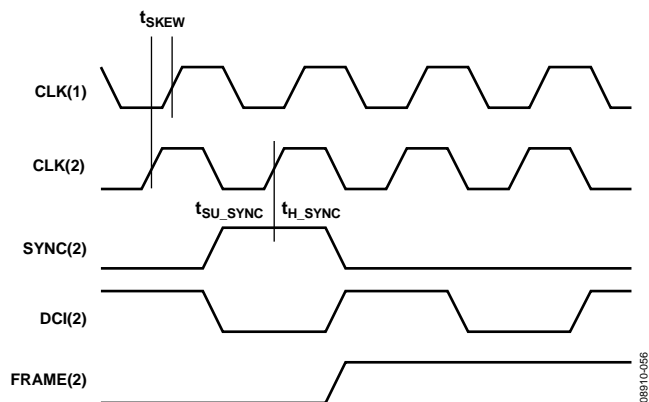 tSKEW
CLK(1)
CLK(2)
tSU_SYNC tH_SYNC
SYNC(2)
DCI(2)
FRAME(2)
08910-056